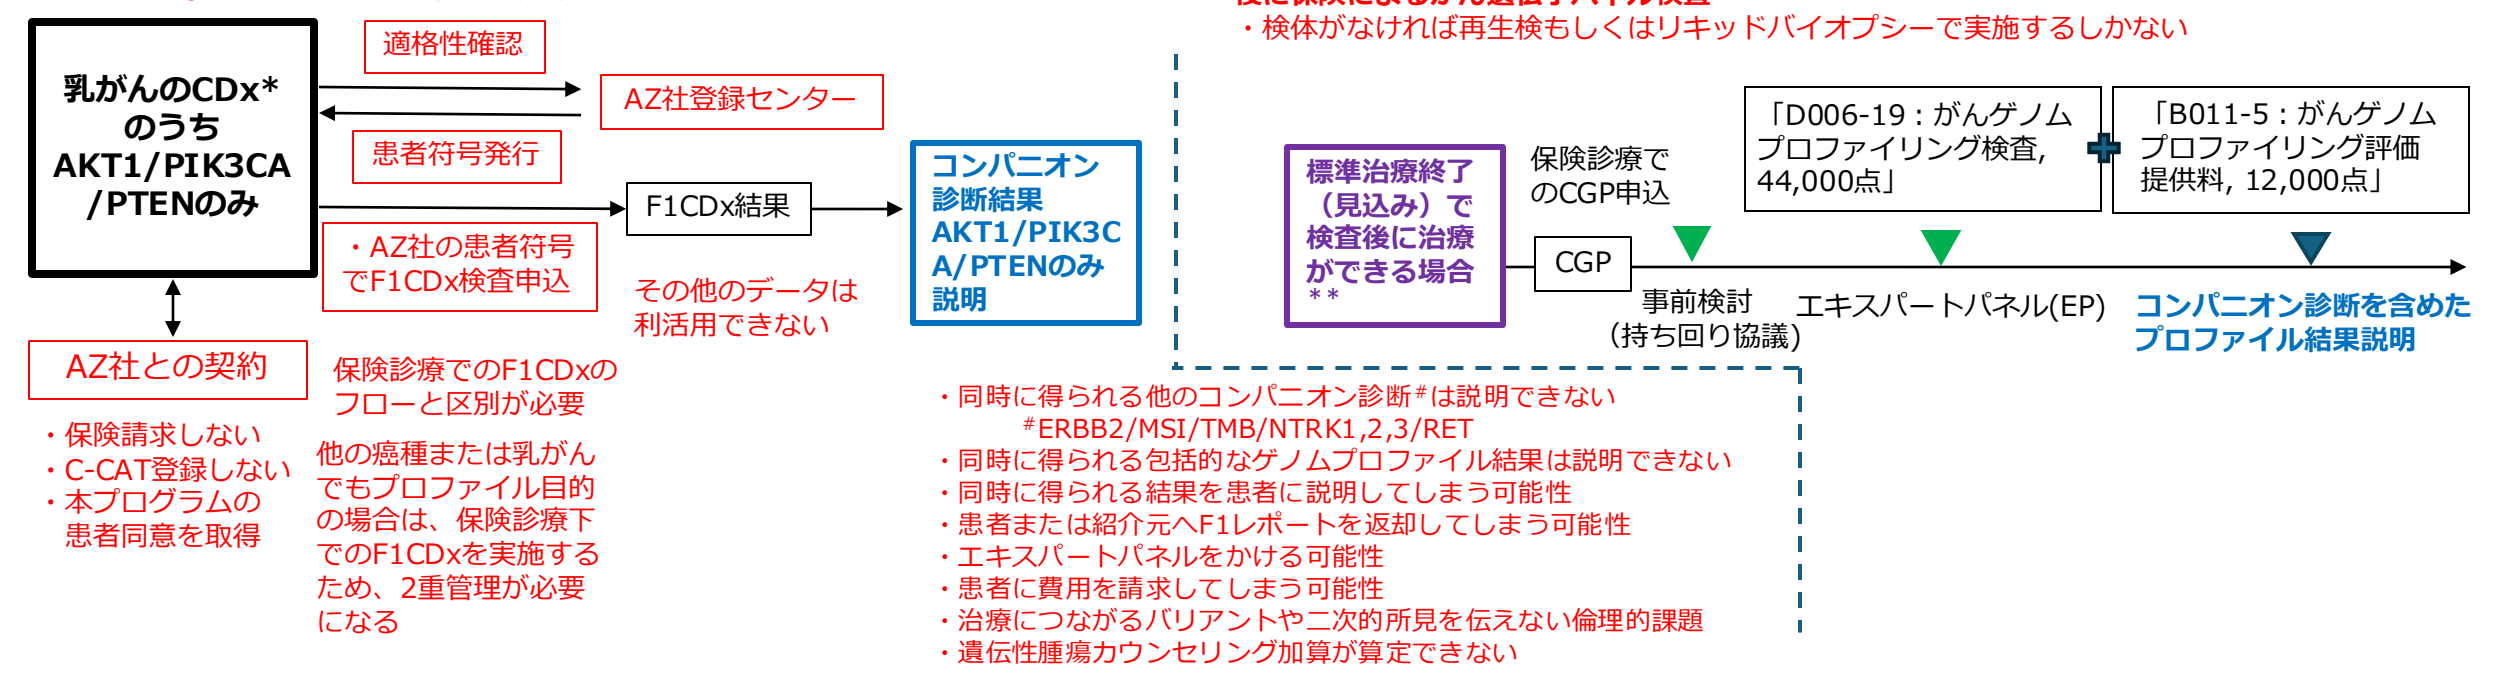 ・検体がなければ再生検もしくはリキッドバイオプシーで実施するしかない
乳がんのCDx*
のうち
AKT1/PIK3CA
/PTENのみ
適格性確認
AZ社登録センター
患者符号発行
・AZ社の患者符号
でF1CDx検査申込
F1CDx結果
その他のデータは
利活用できない
コンパニオン
診断結果
AKT1/PIK3C
A/PTENのみ
説明
AZ社との契約
・保険請求しない
・C-CAT登録しない
・本プログラムの
患者同意を取得
保険診療でのF1CDxの
フローと区別が必要
他の癌種または乳がん
でもプロファイル目的
の場合は、保険診療下
でのF1CDxを実施する
ため、2重管理が必要
になる
標準治療終了
（見込み）で
検査後に治療
ができる場合
**
保険診療で
のCGP申込
CGP
「D006-19：がんゲノム
プロファイリング検査,
44,000点」
「B011-5：がんゲノム
プロファイリング評価
提供料, 12,000点」
事前検討
（持ち回り協議)
エキスパートパネル(EP)
コンパニオン診断を含めた
プロファイル結果説明
・同時に得られる他のコンパニオン診断#は説明できない
#ERBB2/MSI/TMB/NTRK1,2,3/RET
・同時に得られる包括的なゲノムプロファイル結果は説明できない
・同時に得られる結果を患者に説明してしまう可能性
・患者または紹介元へF1レポートを返却してしまう可能性
・エキスパートパネルをかける可能性
・患者に費用を請求してしまう可能性
・治療につながるバリアントや二次的所見を伝えない倫理的課題
・遺伝性腫瘍カウンセリング加算が算定できない